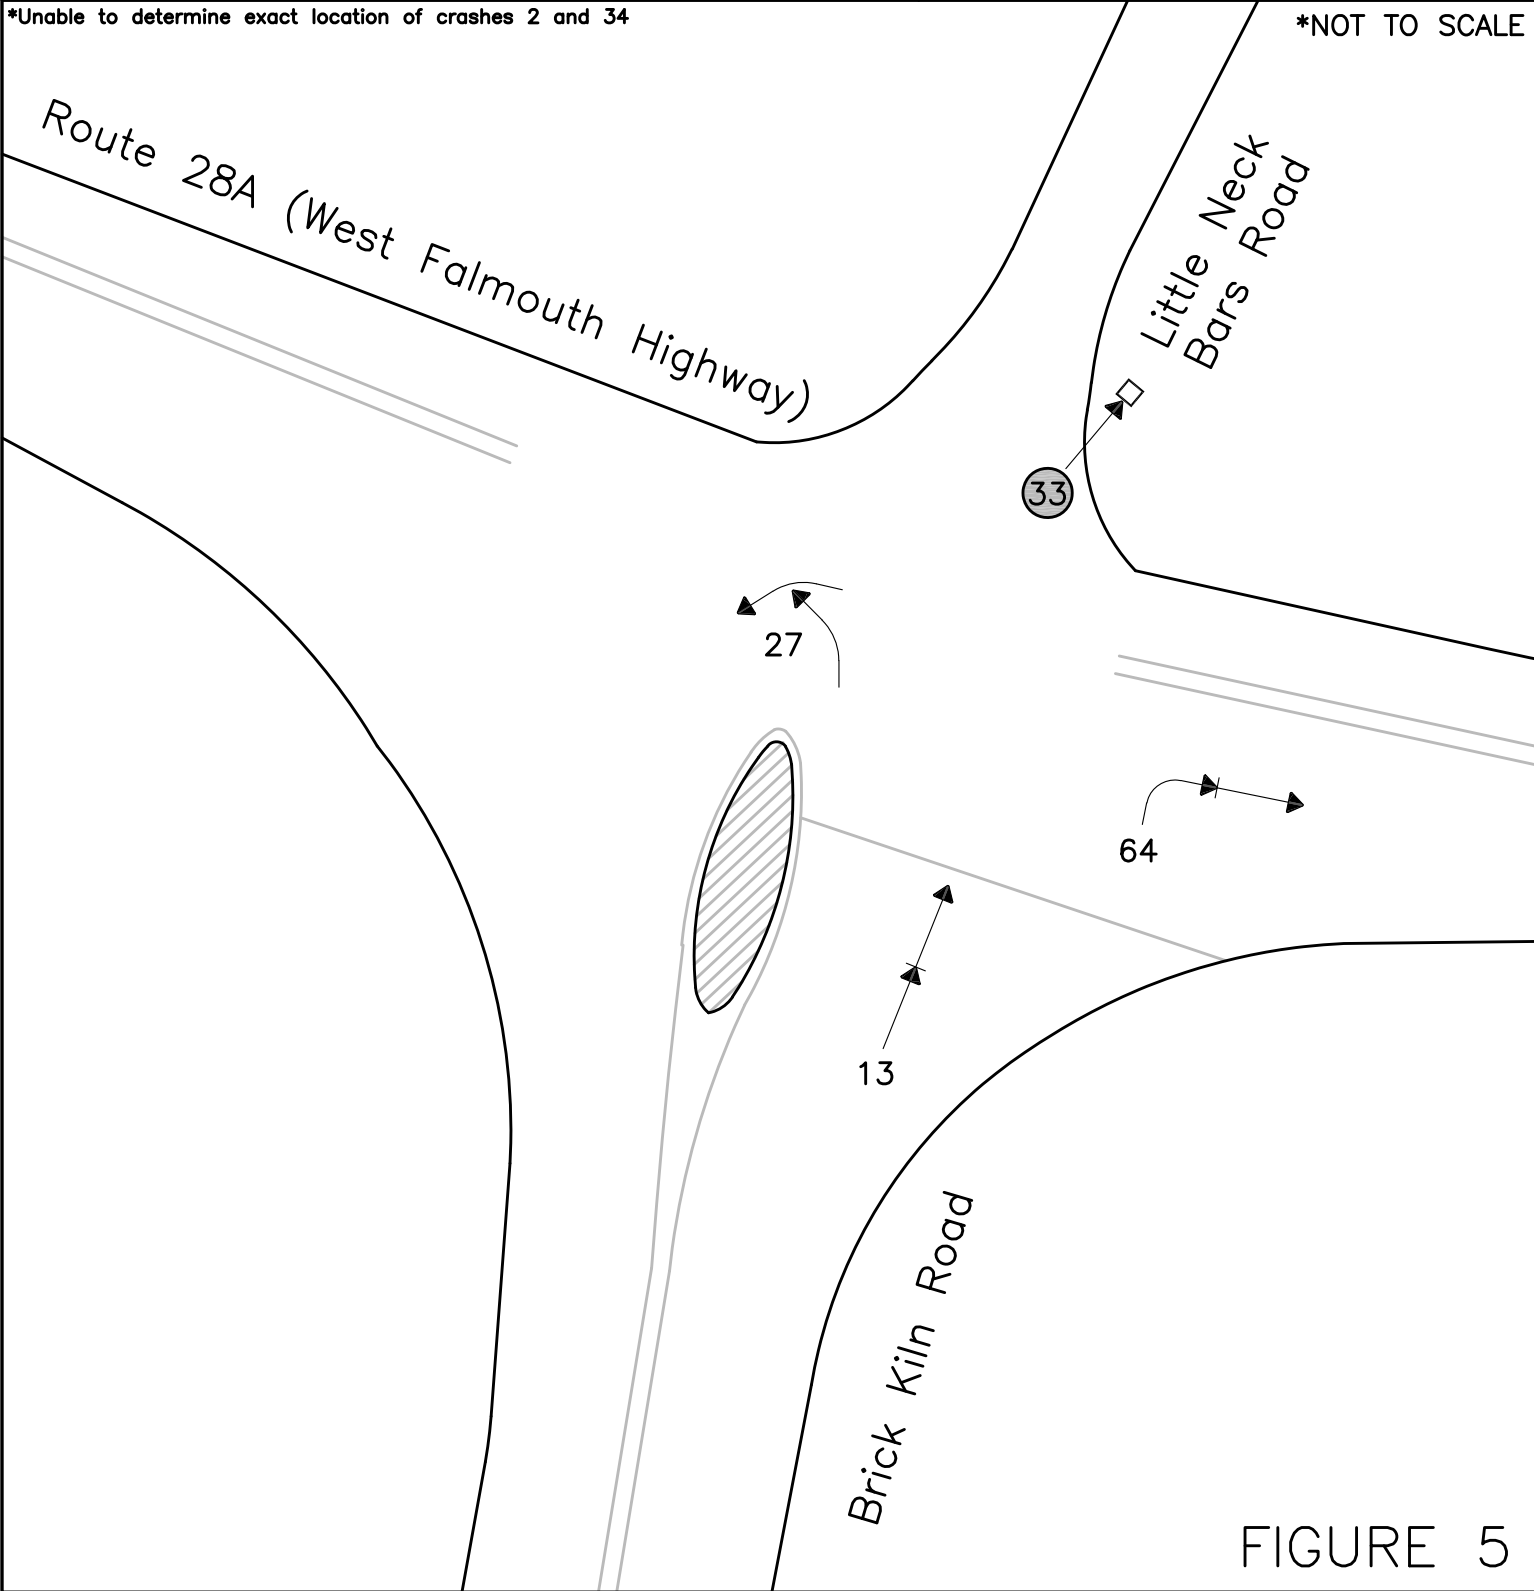 *Unable to determine exact location of crashes 2 and 34
*NOT TO SCALE
Route 28A (West Falmouth Highway)
Little Neck
Bars Road
33
27
64
13
Brick Kiln Road
FIGURE 5